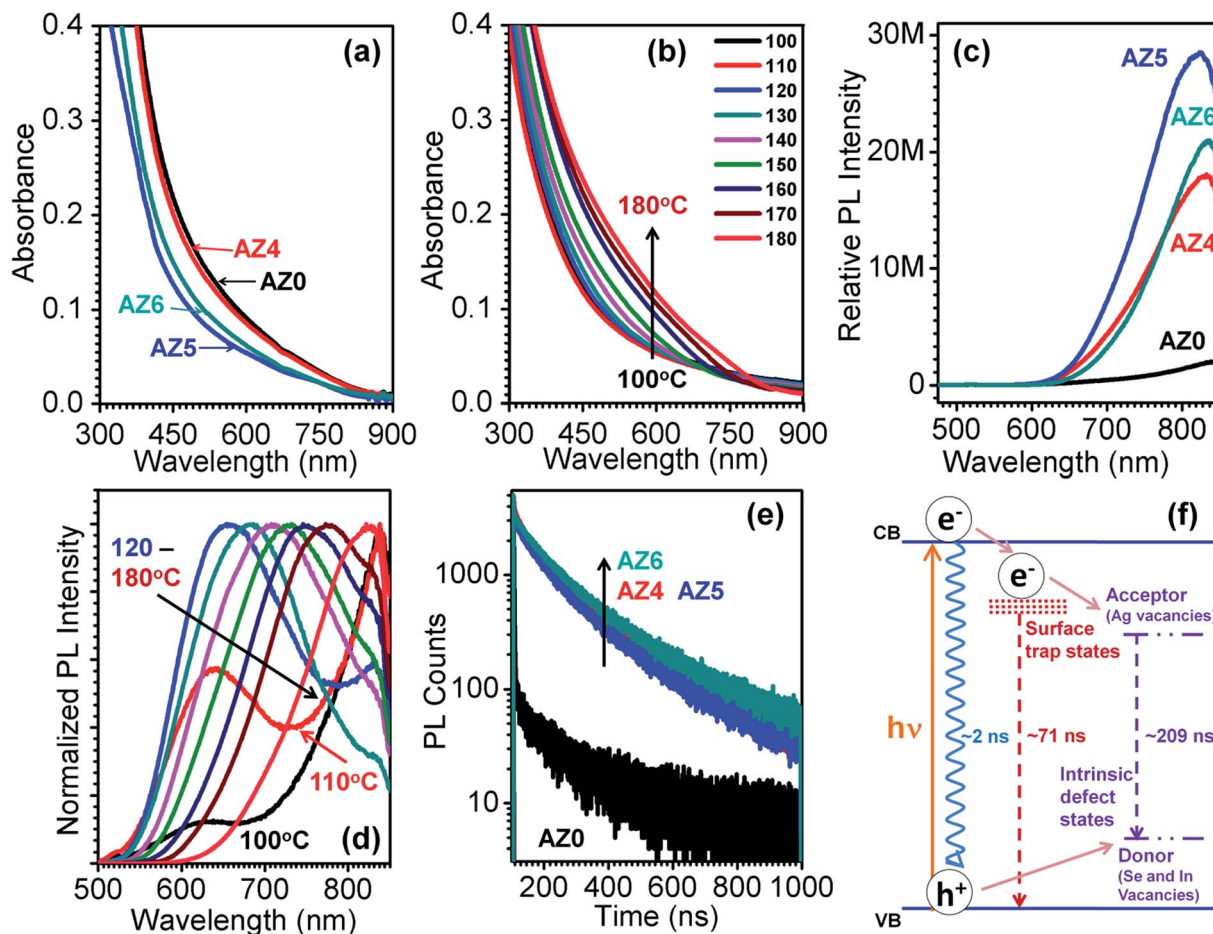 (a)
Absorbance
0.4
0.3
0.2
0.1
0.0
AZ4
AZ0
AZ6
AZ5
300 450 600 750 900
Wavelength (nm)
(b)
Absorbance
0.4
0.3
0.2
0.1
0.0
100
110
120
130
140
150
160
170
180
180°C
100°C
300 450 600 750 900
Wavelength (nm)
(c)
Relative PL Intensity
30M
20M
10M
0
AZ5
AZ6
AZ4
AZ0
500 600 700 800
Wavelength (nm)
Normalized PL Intensity
120 –
180°C
110°C
100°C
(d)
500 600 700 800
Wavelength (nm)
(e)
PL Counts
1000
100
10
AZ6
AZ4 AZ5
AZ0
200 400 600 800 1000
Time (ns)
(f)
CB
e-
e-
Acceptor
(Ag vacancies)
Surface
trap states
hν
~2 ns
~71 ns
~209 ns
Intrinsic
defect
states
Donor
(Se and In
Vacancies)
h+
VB